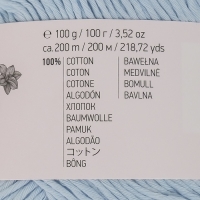 ℮ 100 g / 100 г / 3,52 oz
ca. 200 m / 200 м / 218,72 yds
100% COTTON BAWEŁNA
COTON MEDVILNĖ
COTONE BOMULL
ALGODÓN BAVLNA
ХЛОПОК
BAUMWOLLE
PAMUK
ALGODÃO
コットン
BÔNG